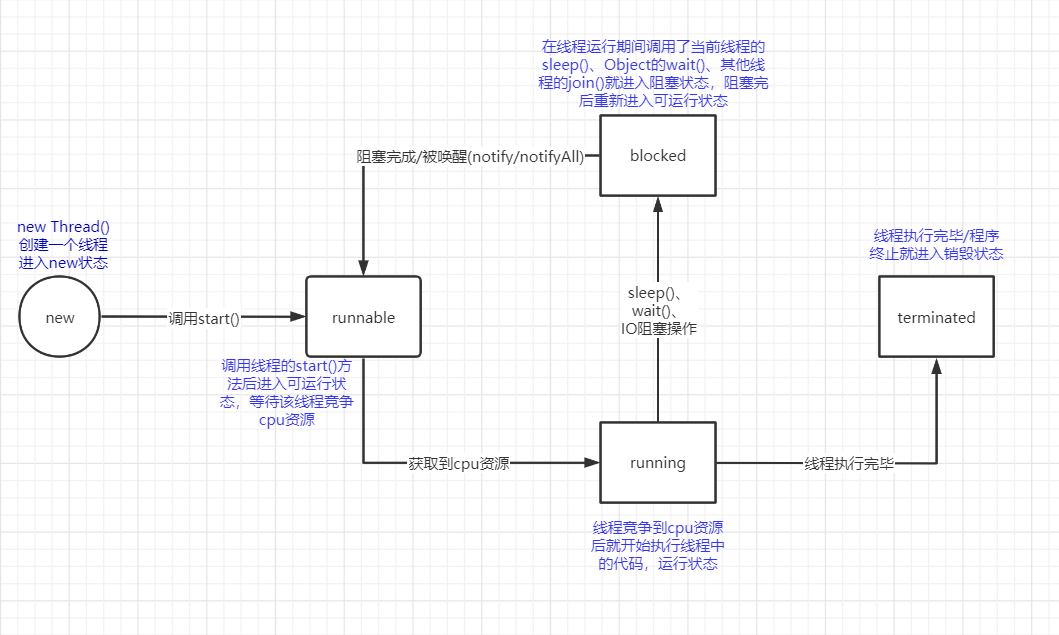 在线程运行期间调用了当前线程的
sleep()、Object的wait()、其他线
程的join()就进入阻塞状态，阻塞完
后重新进入可运行状态
blocked
阻塞完成/被唤醒(notify/notifyAll)
new Thread()
创建一个线程
进入new状态
new
调用start()
runnable
调用线程的start()方
法后进入可运行状
态，等待该线程竞争
cpu资源
sleep()、
wait()、
IO阻塞操作
线程执行完毕/程序
终止就进入销毁状态
terminated
获取到cpu资源
running
线程执行完毕
线程竞争到cpu资源
后就开始执行线程中
的代码，运行状态